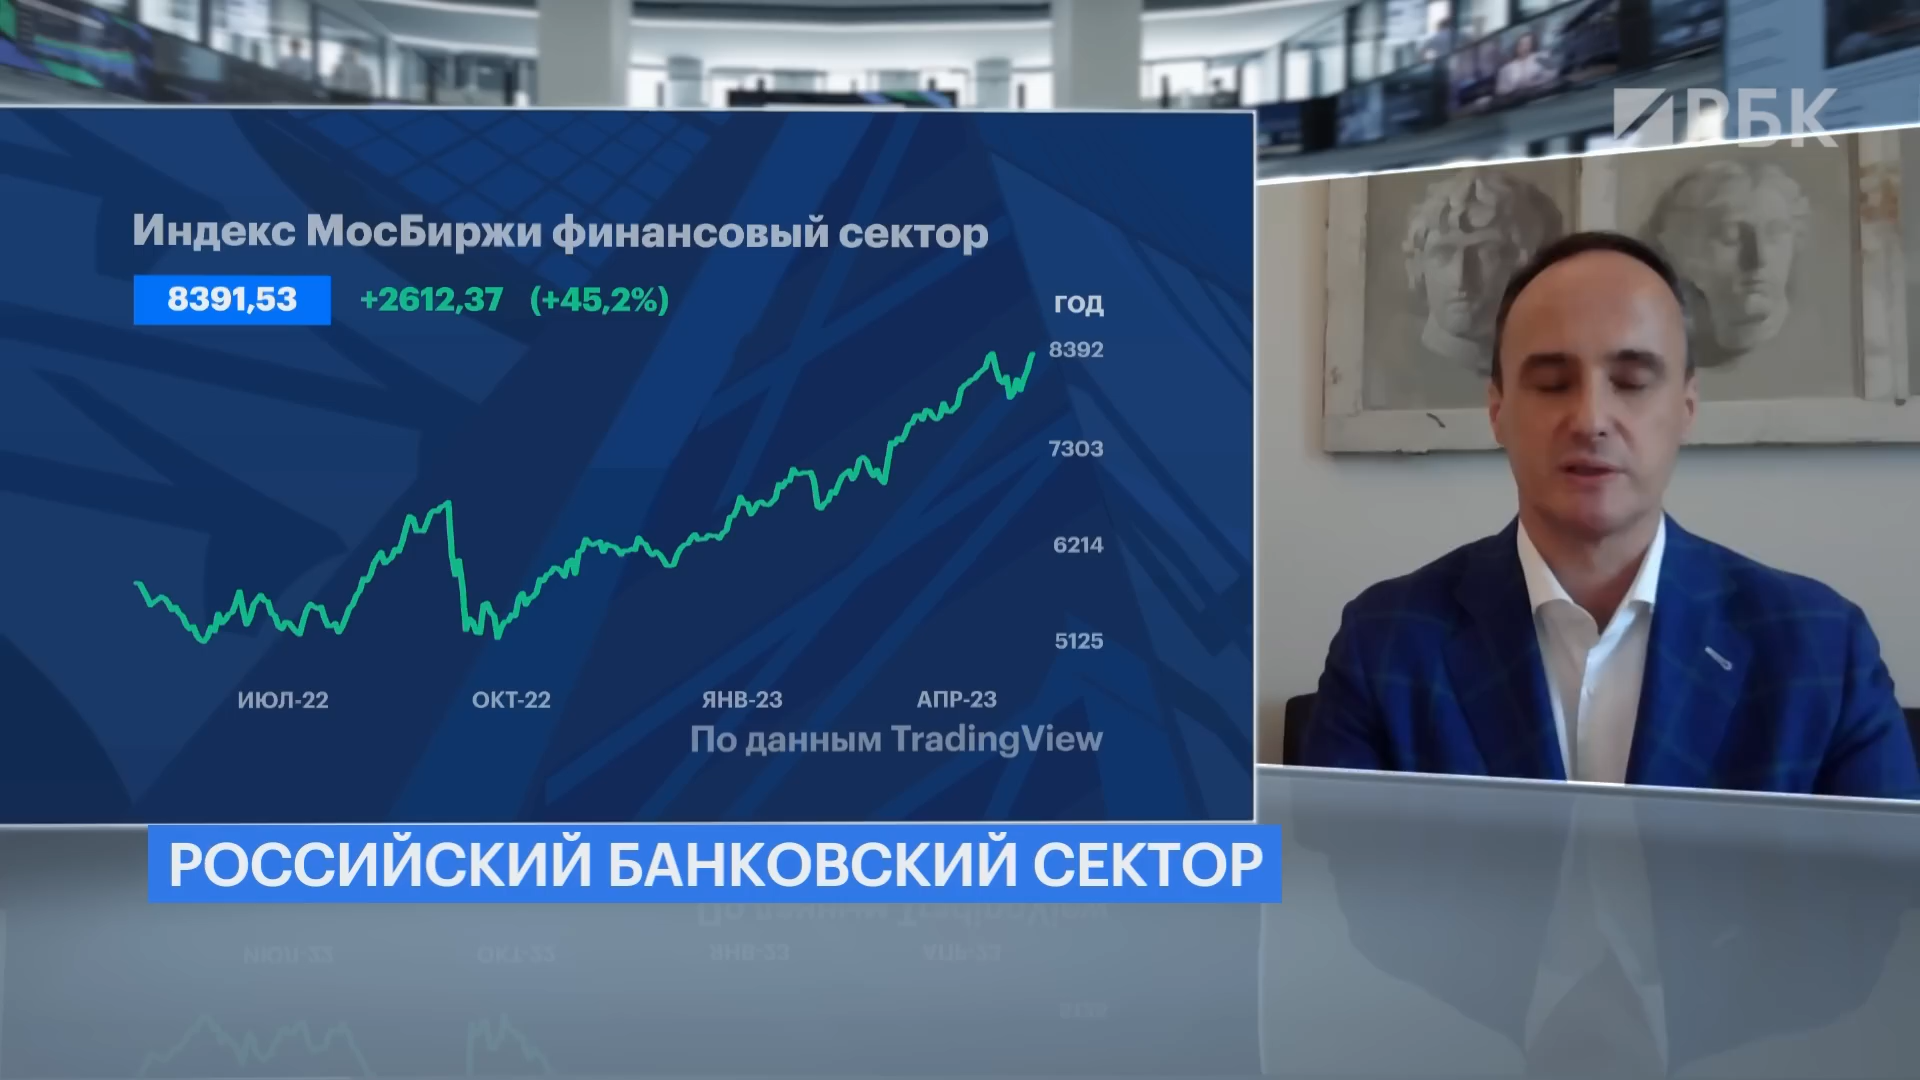 РБК
Индекс МосБиржи финансовый сектор
8391,53 +2612,37 (+45,2%)
ГОД
8392
7303
6214
5125
ИЮЛ-22 ОКТ-22 ЯНВ-23 АПР-23
По данным TradingView
РОССИЙСКИЙ БАНКОВСКИЙ СЕКТОР